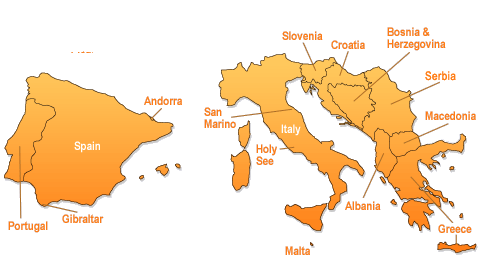 Slovenia
Croatia
Bosnia &
Herzegovina
Serbia
Andorra
San
Marino
Macedonia
Spain
Italy
Holy
See
Portugal
Gibraltar
Albania
Greece
Malta